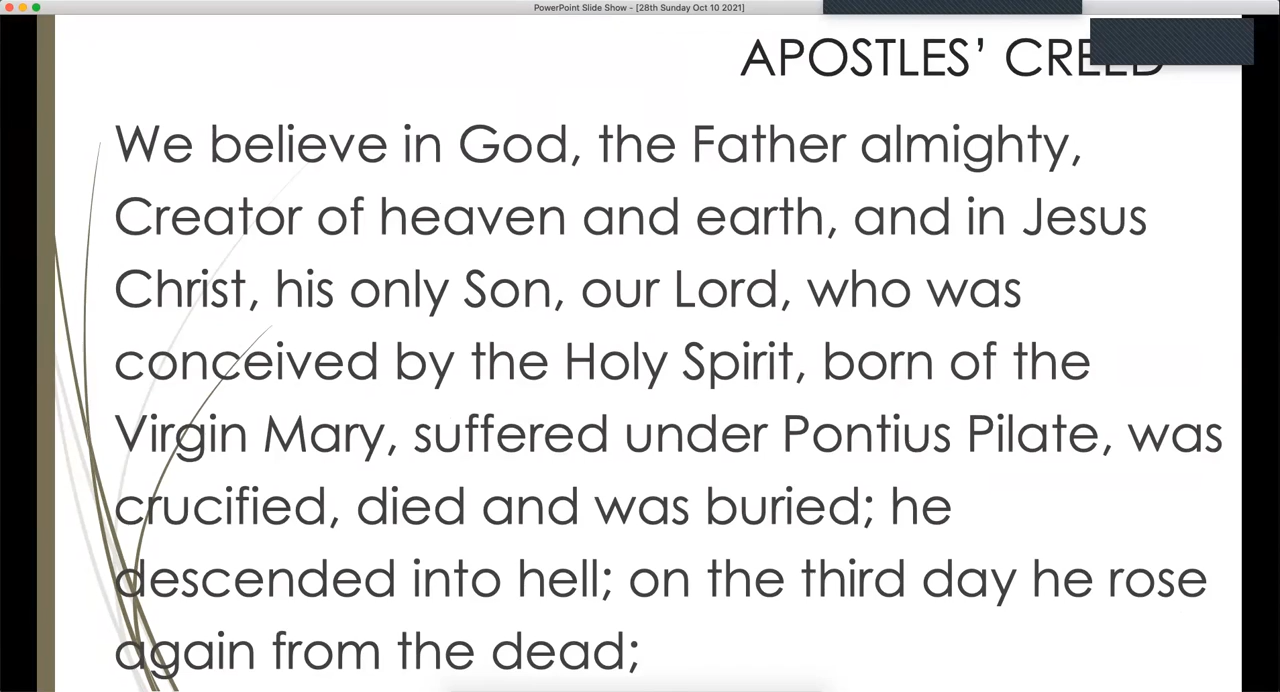 PowerPoint Slide Show - [28th Sunday Oct 10 2021]
APOSTLES’ CREED
We believe in God, the Father almighty,
Creator of heaven and earth, and in Jesus
Christ, his only Son, our Lord, who was
conceived by the Holy Spirit, born of the
Virgin Mary, suffered under Pontius Pilate, was
crucified, died and was buried; he
descended into hell; on the third day he rose
again from the dead;